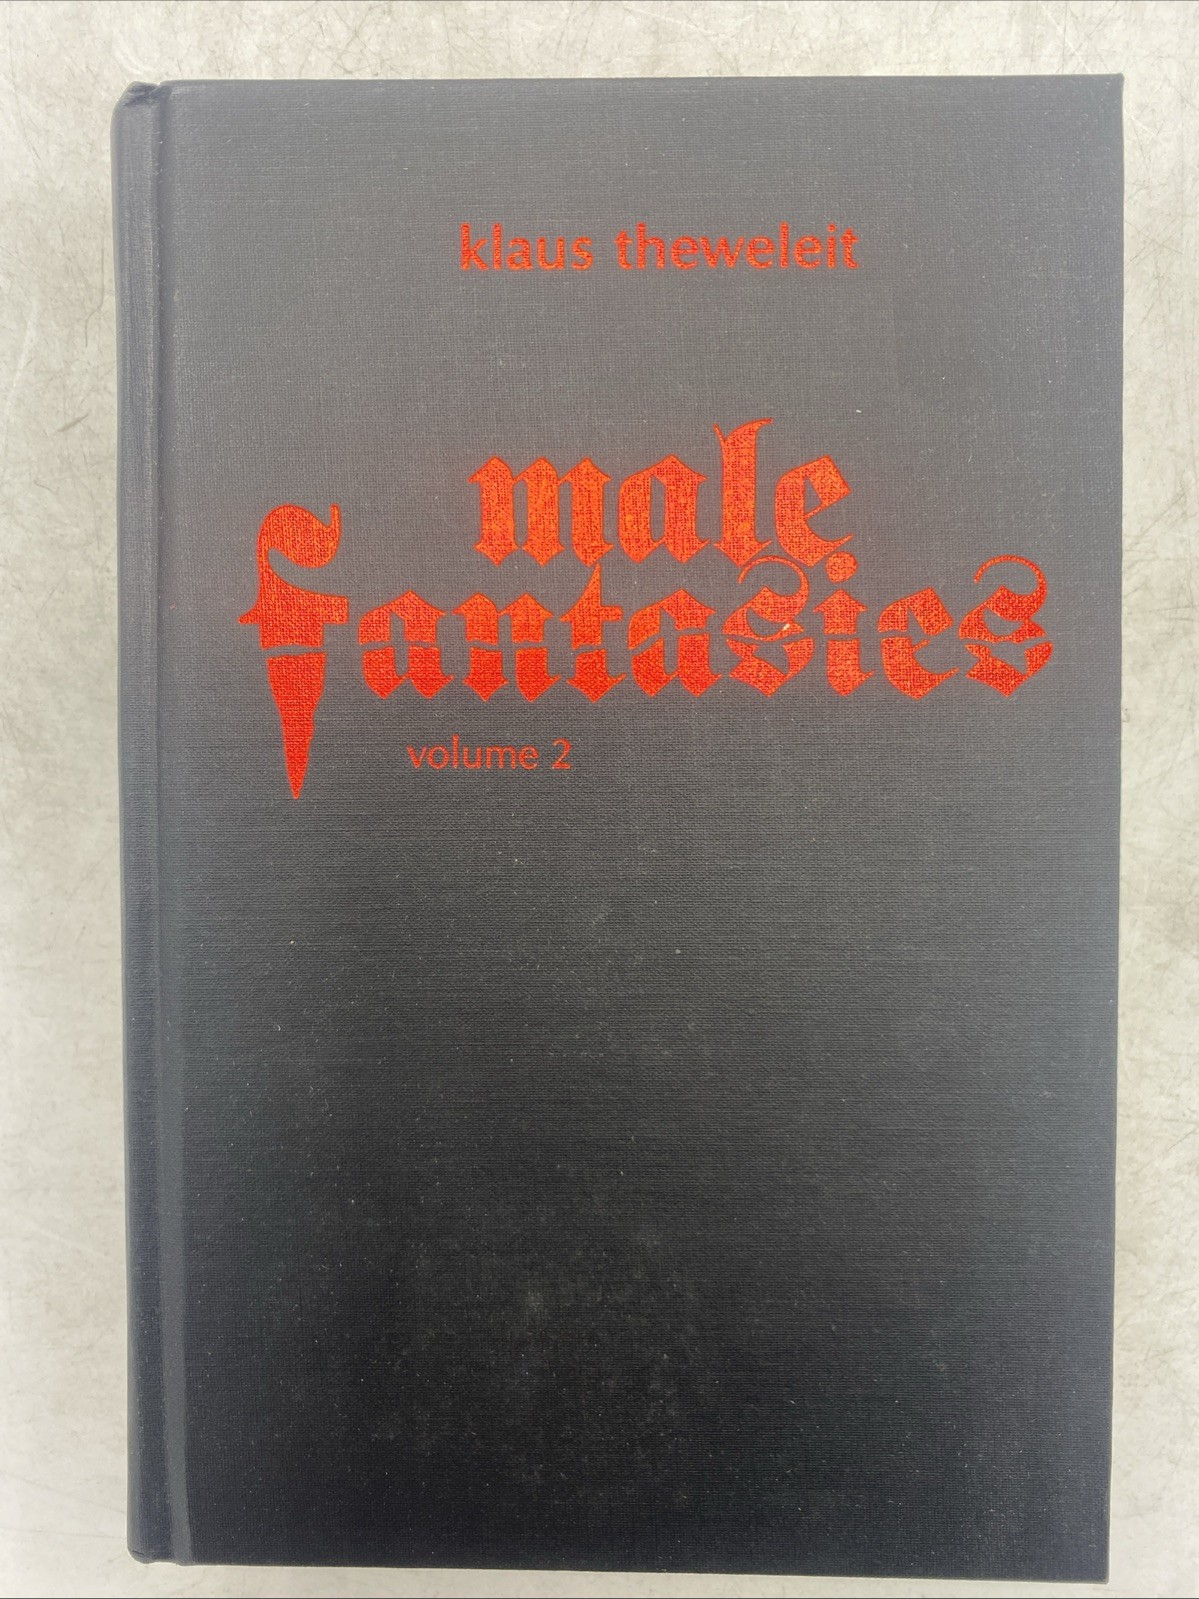 klaus theweleit
male
fantasies
volume 2